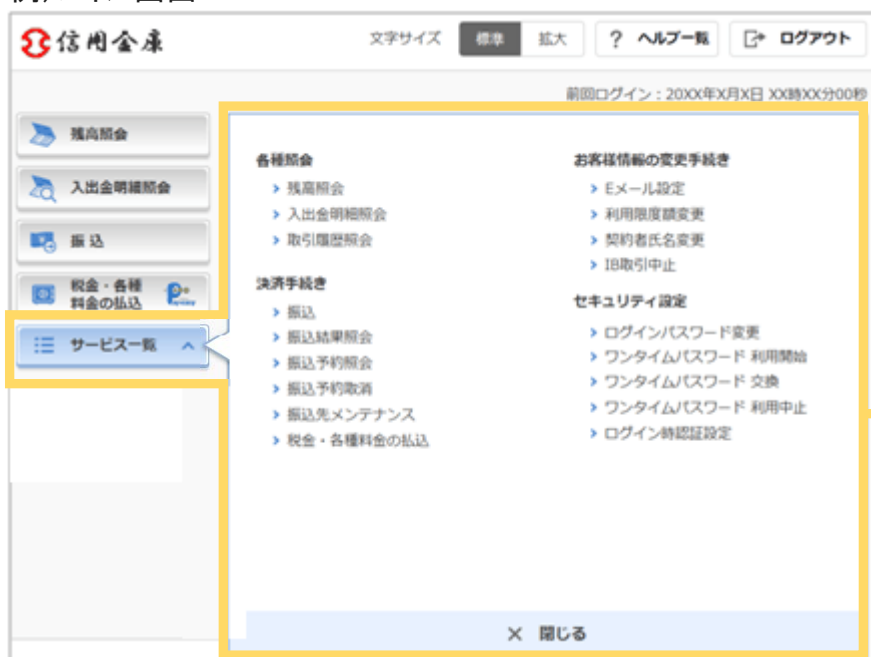 信用金庫
文字サイズ 標準 拡大 ? ヘルプ一覧 ログアウト
前回ログイン：20XX年X月X日 XX時XX分00秒
残高照会
入出金明細照会
振込
税金・各種
料金の払込
サービス一覧
各種照会
残高照会
入出金明細照会
取引履歴照会
決済手続き
振込
振込結果照会
振込予約照会
振込予約取消
振込先メンテナンス
税金・各種料金の払込
お客様情報の変更手続き
Eメール設定
利用限度額変更
契約者氏名変更
IB取引中止
セキュリティ設定
ログインパスワード変更
ワンタイムパスワード 利用開始
ワンタイムパスワード 交換
ワンタイムパスワード 利用中止
ログイン時認証設定
× 閉じる